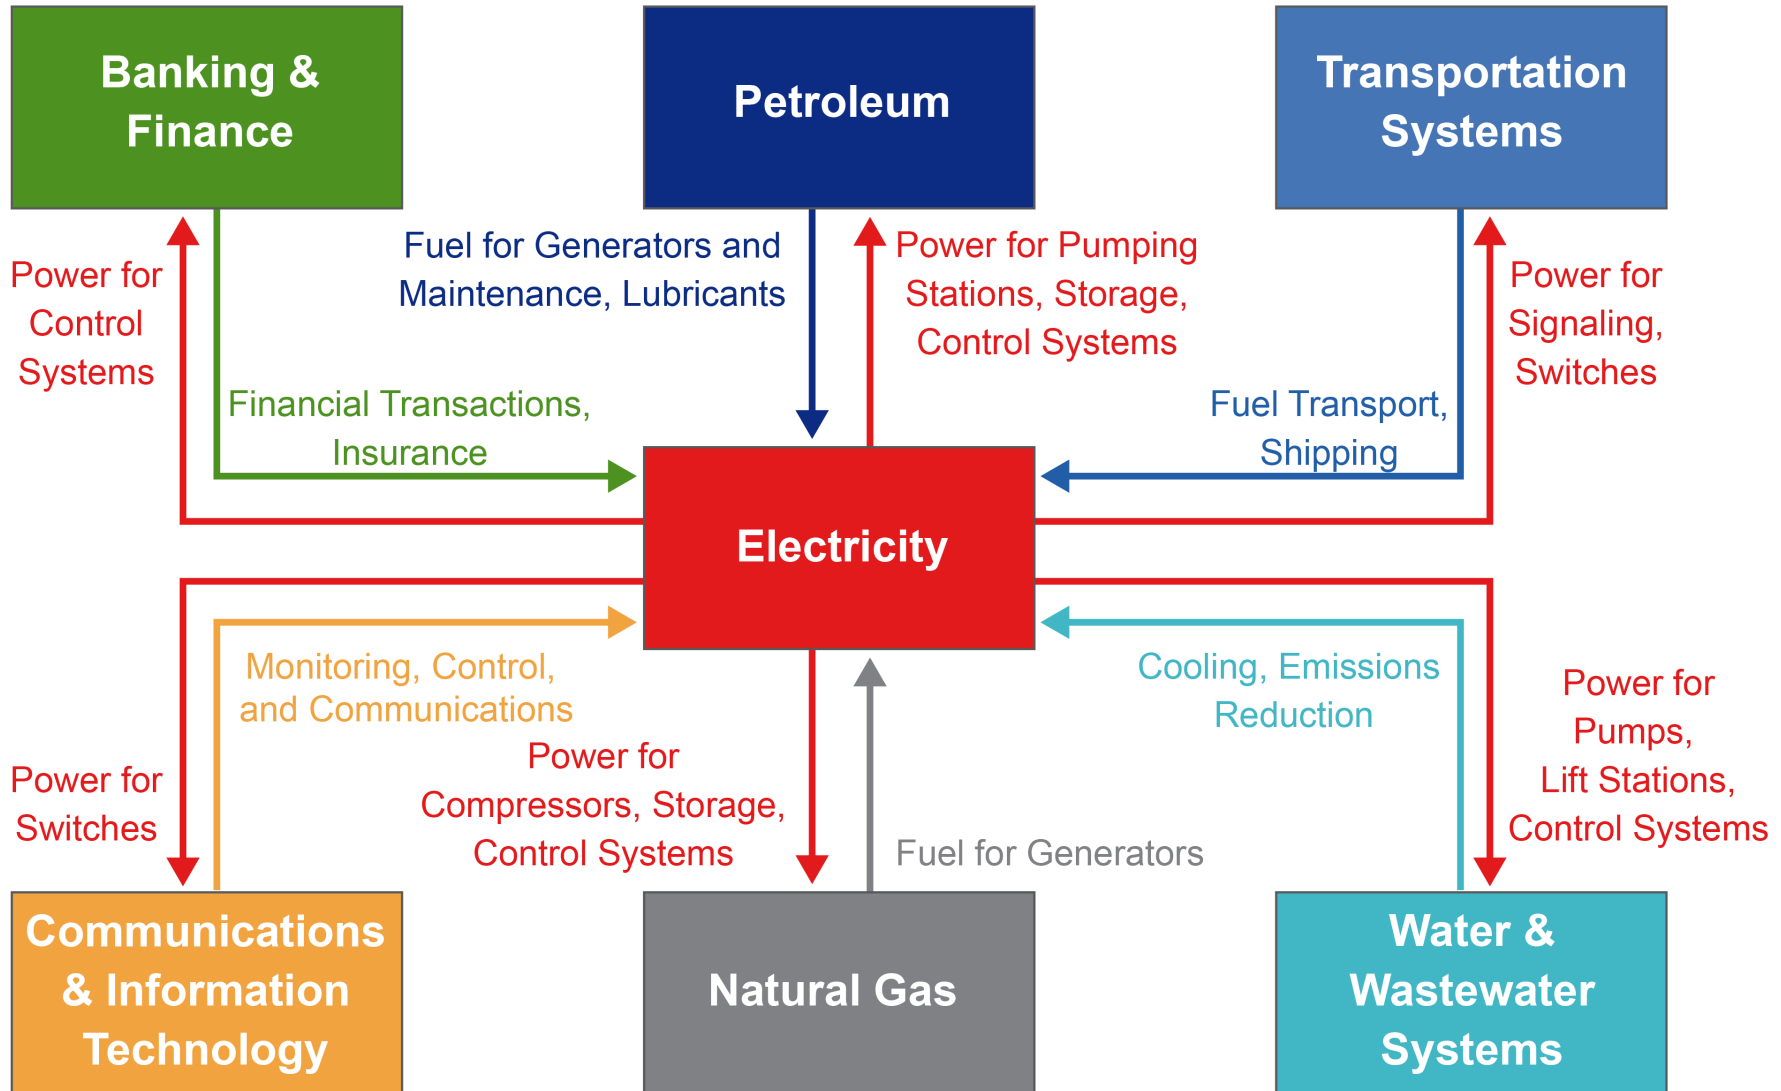 Banking &
Finance
Petroleum
Transportation
Systems
Power for
Control
Systems
Fuel for Generators and
Maintenance, Lubricants
Power for Pumping
Stations, Storage,
Control Systems
Power for
Signaling,
Switches
Financial Transactions,
Insurance
Fuel Transport,
Shipping
Electricity
Monitoring, Control,
and Communications
Cooling, Emissions
Reduction
Power for
Switches
Power for
Compressors, Storage,
Control Systems
Fuel for Generators
Power for
Pumps,
Lift Stations,
Control Systems
Communications
& Information
Technology
Natural Gas
Water &
Wastewater
Systems